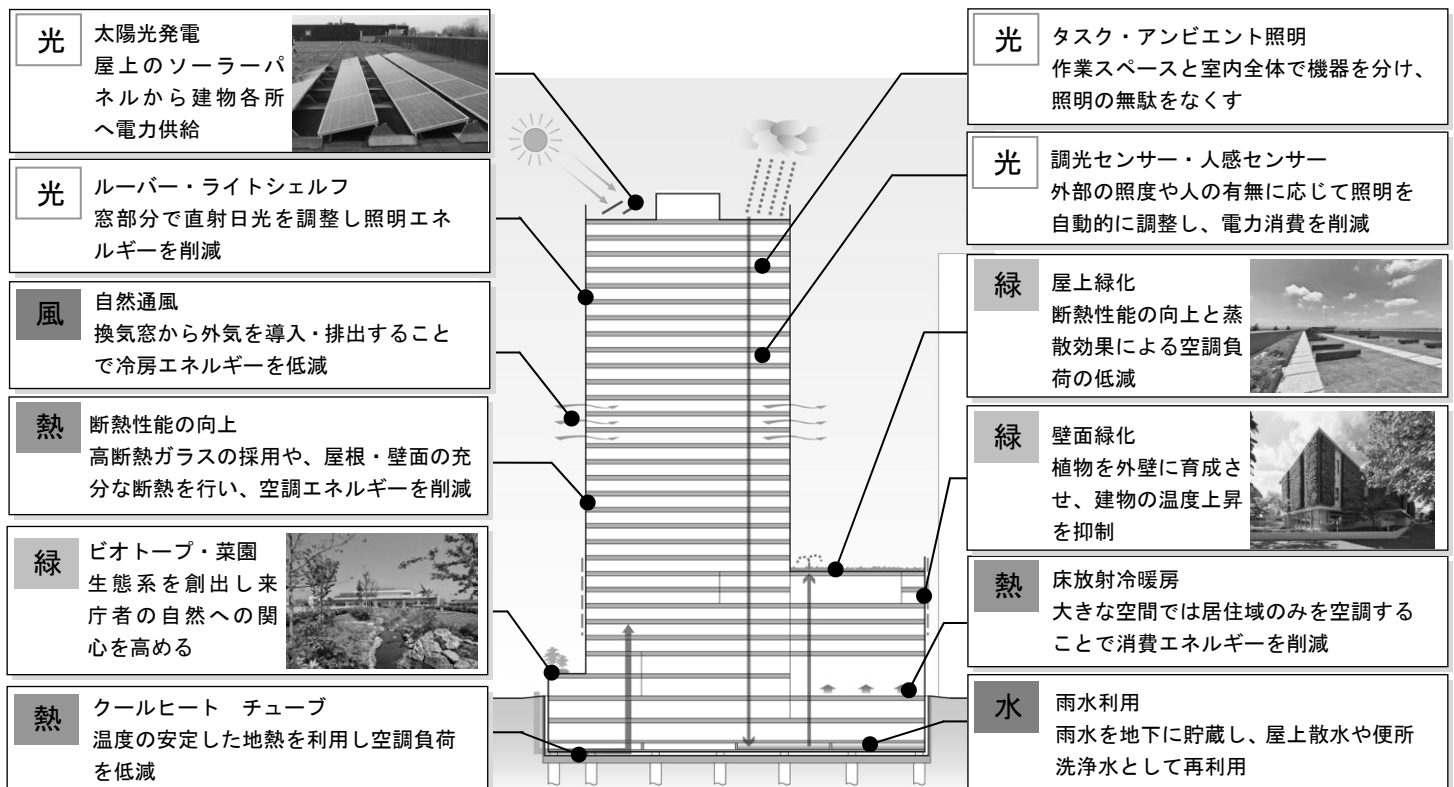 光
太陽光発電
屋上のソーラーパ
ネルから建物各所
へ電力供給
光
ルーバー・ライトシェルフ
窓部分で直射日光を調整し照明エネ
ルギーを削減
風
自然通風
換気窓から外気を導入・排出すること
で冷房エネルギーを低減
熱
断熱性能の向上
高断熱ガラスの採用や、屋根・壁面の充
分な断熱を行い、空調エネルギーを削減
緑
ビオトープ・菜園
生態系を創出し来
庁者の自然への関
心を高める
熱
クールヒート　チューブ
温度の安定した地熱を利用し空調負荷
を低減
光
タスク・アンビエント照明
作業スペースと室内全体で機器を分け、
照明の無駄をなくす
光
調光センサー・人感センサー
外部の照度や人の有無に応じて照明を
自動的に調整し、電力消費を削減
緑
屋上緑化
断熱性能の向上と蒸
散効果による空調負
荷の低減
緑
壁面緑化
植物を外壁に育成さ
せ、建物の温度上昇
を抑制
熱
床放射冷暖房
大きな空間では居住域のみを空調する
ことで消費エネルギーを削減
水
雨水利用
雨水を地下に貯蔵し、屋上散水や便所
洗浄水として再利用